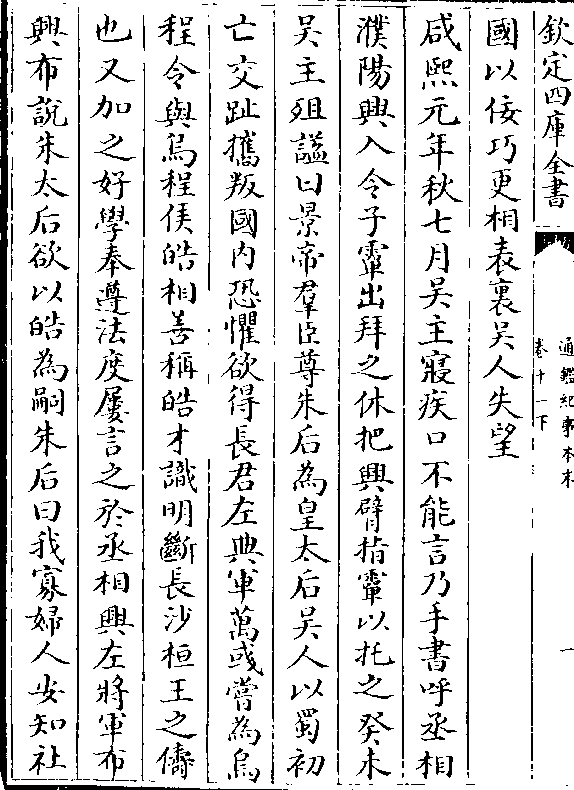 欽定四庫全書
通鑑紀事本末
卷十一下
一
國以佞巧更相表裏吳人失望
咸熙元年秋七月吳主寢疾口不能言乃手書呼丞相
濮陽興入令子𩅦出拜之休把興臂指𩅦以托之癸未
吳主殂諡曰景帝羣臣尊朱后為皇太后吳人以蜀初
亡交趾攜叛國内恐懼欲得長君左典軍萬彧嘗為烏
程令與烏程侯皓相善稱皓才識明斷長沙桓王之儔
也又加之好學奉遵法度屢言之於丞相興左將軍布
興布說朱太后欲以皓為嗣朱后曰我寡婦人安知社